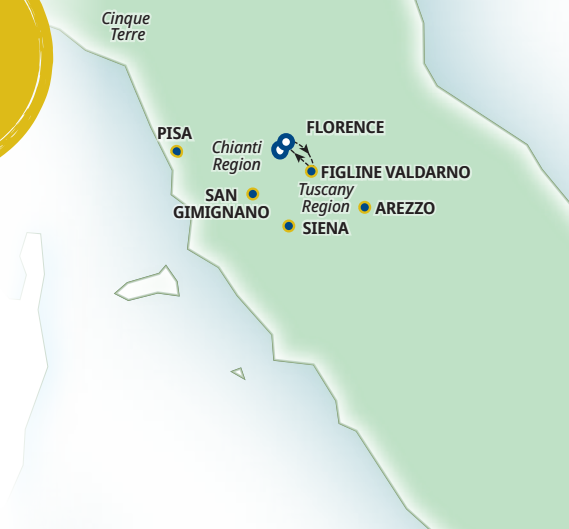 Cinque
Terre
FLORENCE
PISA
Chianti
Region
FIGLINE VALDARNO
Tuscany
Region
SAN
GIMIGNANO
AREZZO
SIENA